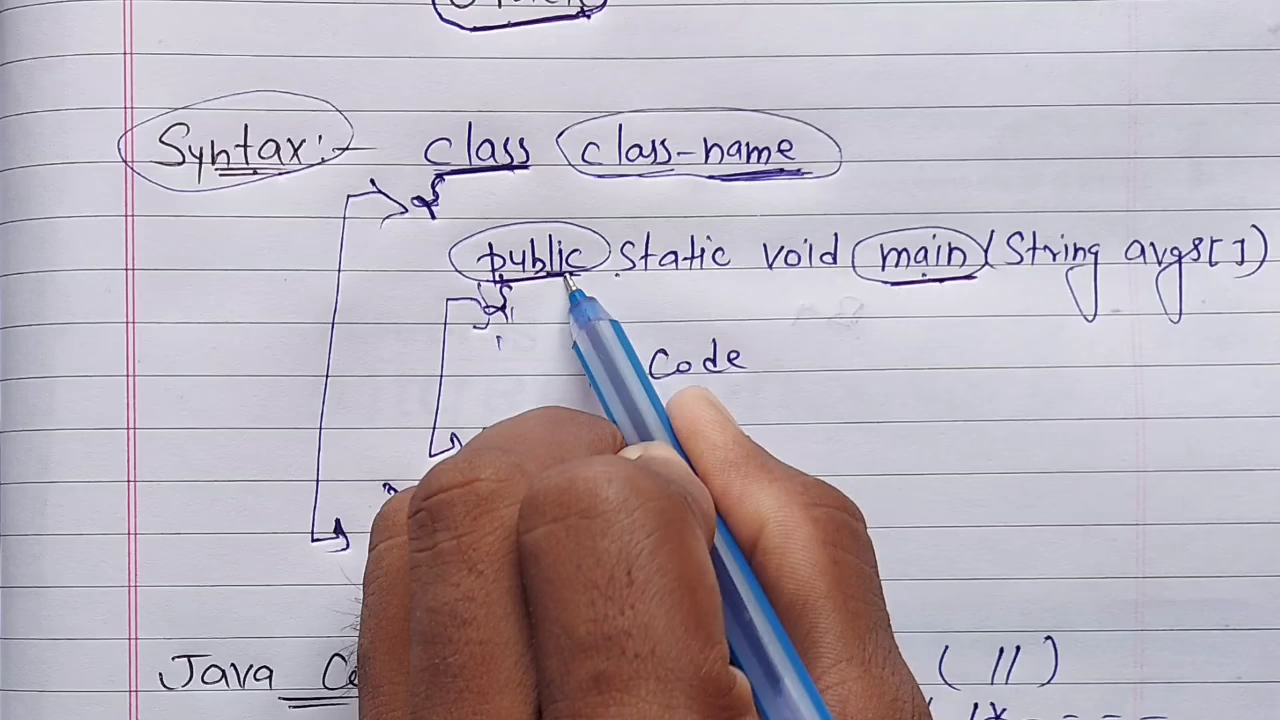 Syntax:- class class-name
{
public static void main(String args[])
{
Code
Java
( // )
/* ----